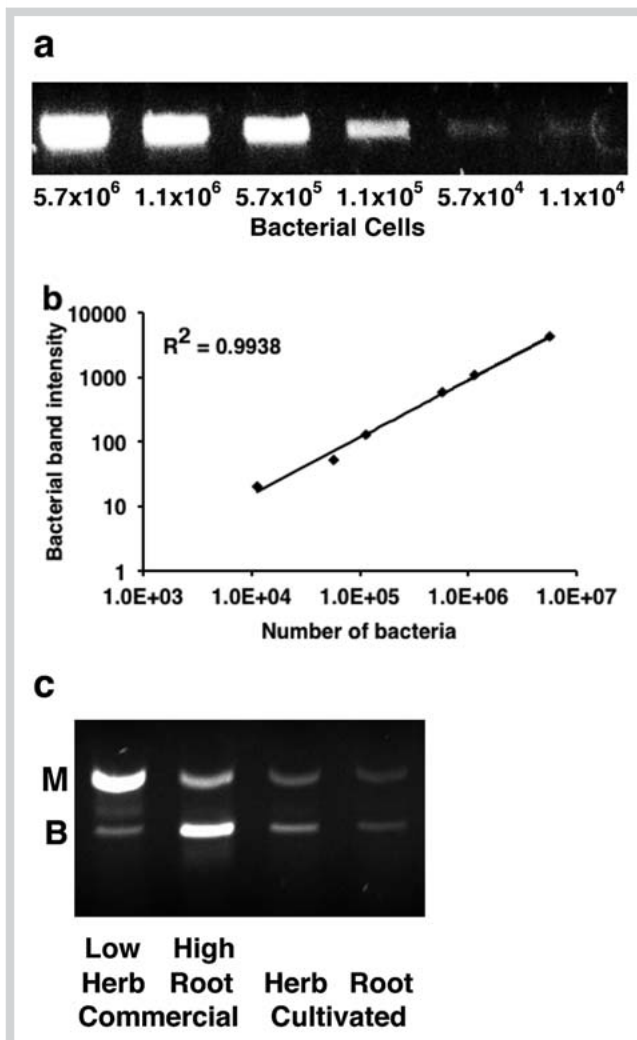 a
5.7x10⁶ 1.1x10⁶ 5.7x10⁵ 1.1x10⁵ 5.7x10⁴ 1.1x10⁴
Bacterial Cells
b
R² = 0.9938
Bacterial band intensity
10000
1000
100
10
1
1.0E+03 1.0E+04 1.0E+05 1.0E+06 1.0E+07
Number of bacteria
c
M
B
Low High
Herb Root Herb Root
Commercial Cultivated